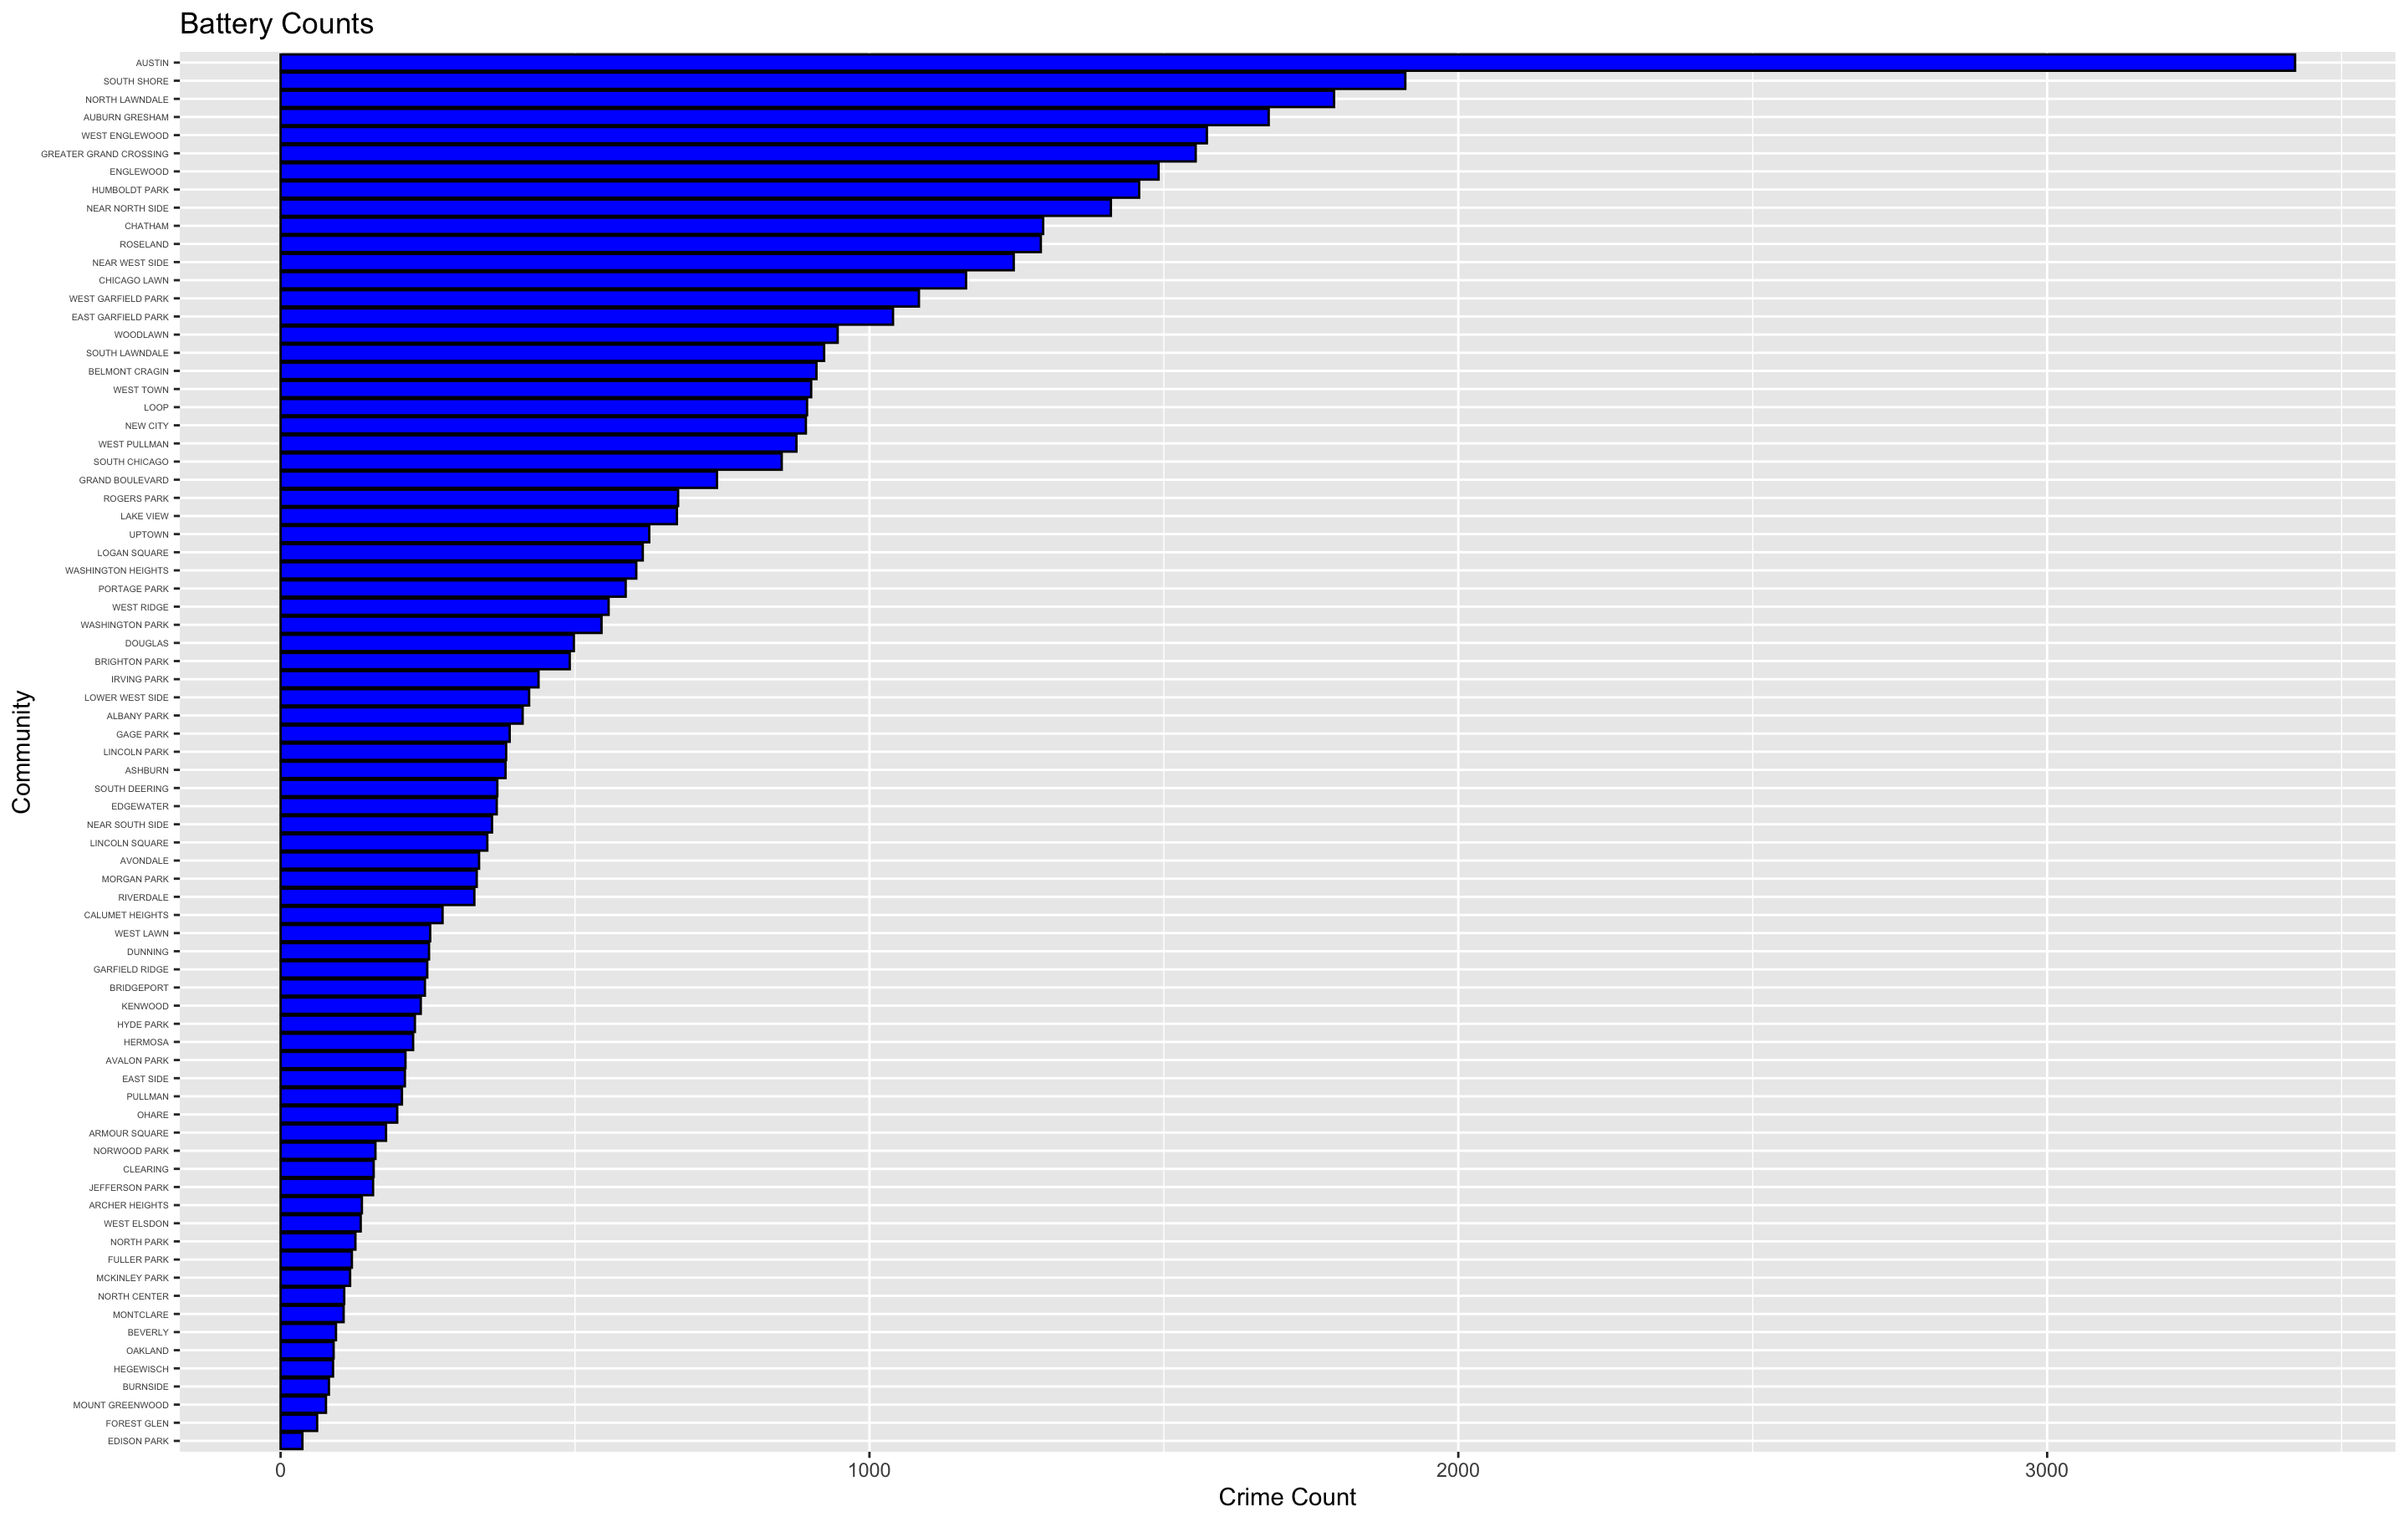 Battery Counts
Community
AUSTIN
SOUTH SHORE
NORTH LAWNDALE
AUBURN GRESHAM
WEST ENGLEWOOD
GREATER GRAND CROSSING
ENGLEWOOD
HUMBOLDT PARK
NEAR NORTH SIDE
CHATHAM
ROSELAND
NEAR WEST SIDE
CHICAGO LAWN
WEST GARFIELD PARK
EAST GARFIELD PARK
WOODLAWN
SOUTH LAWNDALE
BELMONT CRAGIN
WEST TOWN
LOOP
NEW CITY
WEST PULLMAN
SOUTH CHICAGO
GRAND BOULEVARD
ROGERS PARK
LAKE VIEW
UPTOWN
LOGAN SQUARE
WASHINGTON HEIGHTS
PORTAGE PARK
WEST RIDGE
WASHINGTON PARK
DOUGLAS
BRIGHTON PARK
IRVING PARK
LOWER WEST SIDE
ALBANY PARK
GAGE PARK
LINCOLN PARK
ASHBURN
SOUTH DEERING
EDGEWATER
NEAR SOUTH SIDE
LINCOLN SQUARE
AVONDALE
MORGAN PARK
RIVERDALE
CALUMET HEIGHTS
WEST LAWN
DUNNING
GARFIELD RIDGE
BRIDGEPORT
KENWOOD
HYDE PARK
HERMOSA
AVALON PARK
EAST SIDE
PULLMAN
OHARE
ARMOUR SQUARE
NORWOOD PARK
CLEARING
JEFFERSON PARK
ARCHER HEIGHTS
WEST ELSDON
NORTH PARK
FULLER PARK
MCKINLEY PARK
NORTH CENTER
MONTCLARE
BEVERLY
OAKLAND
HEGEWISCH
BURNSIDE
MOUNT GREENWOOD
FOREST GLEN
EDISON PARK
0 1000 2000 3000
Crime Count